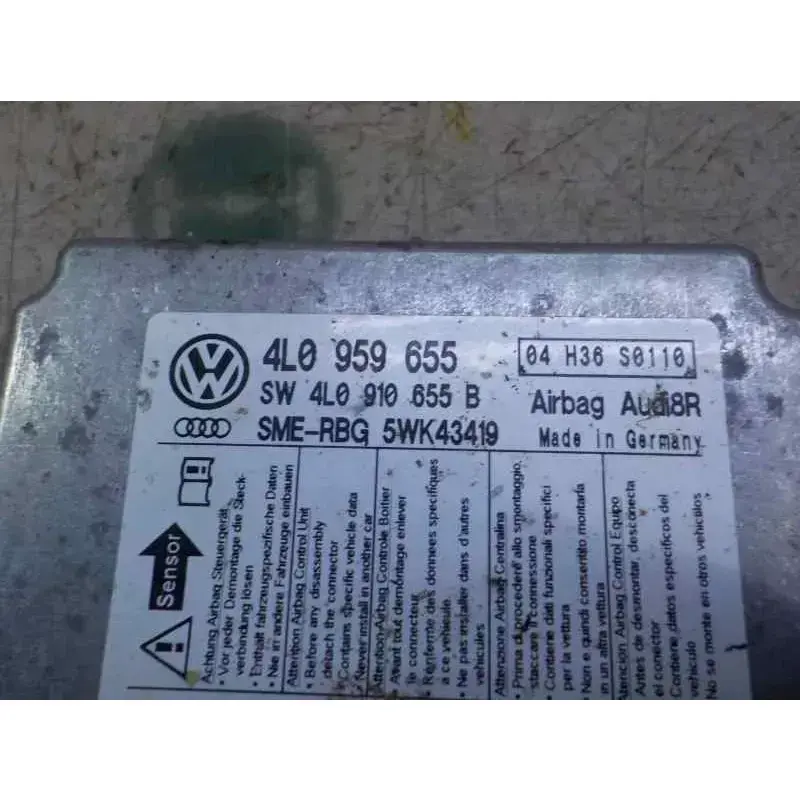 4L0 959 655
04 H36 S0110
SW 4L0 910 655 B
Airbag Audi8R
SME-RBG 5WK43419
Made in Germany
Sensor
Achtung Airbag Steuergerät
• Vor jeder Demontage die Steck-
verbindung lösen
• Enthält fahrzeugspezifische Daten
• Nie in andere Fahrzeuge einbauen
Attention Airbag Control Unit
• Before any disassembly
detach the connector
• Contains specific vehicle data
• Never install in another car
Attention Airbag Controle Boitier
• Avant tout démontage enlever
le connecteur
• Renferme des données spécifiques
a ce véhicule
• Ne pas installer dans d'autres
véhicules
Attenzione Airbag Centralina
• Prima di procedere allo smontaggio,
staccare il connessione
• Contiene dati funzionali specifici
per la vettura
• Non e quindi consentito montarla
in un altra vettura
Atencion Airbag Control Equipo
• Antes de desmontar, desconecta
el conector
• Contiene datos especificos del
vehiculo
• No se monte en otros vehiculos